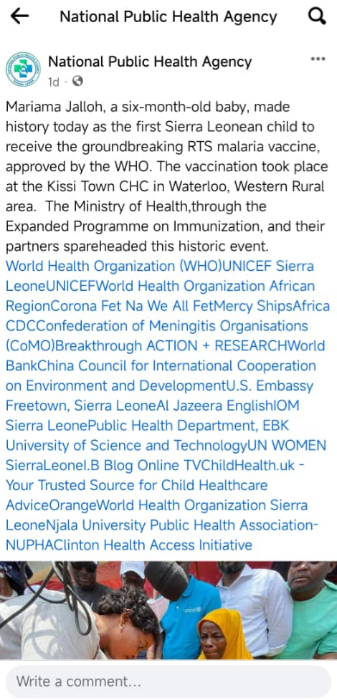 National Public Health Agency
National Public Health Agency
1d ·
Mariama Jalloh, a six-month-old baby, made
history today as the first Sierra Leonean child to
receive the groundbreaking RTS malaria vaccine,
approved by the WHO. The vaccination took place
at the Kissi Town CHC in Waterloo, Western Rural
area. The Ministry of Health,through the
Expanded Programme on Immunization, and their
partners spareheaded this historic event.
World Health Organization (WHO)UNICEF Sierra
LeoneUNICEFWorld Health Organization African
RegionCorona Fet Na We All FetMercy ShipsAfrica
CDCConfederation of Meningitis Organisations
(CoMO)Breakthrough ACTION + RESEARCHWorld
BankChina Council for International Cooperation
on Environment and DevelopmentU.S. Embassy
Freetown, Sierra LeoneAl Jazeera EnglishIOM
Sierra LeonePublic Health Department, EBK
University of Science and TechnologyUN WOMEN
SierraLeoneI.B Blog Online TVChildHealth.uk -
Your Trusted Source for Child Healthcare
AdviceOrangeWorld Health Organization Sierra
LeoneNjala University Public Health Association-
NUPHAClinton Health Access Initiative
Write a comment...